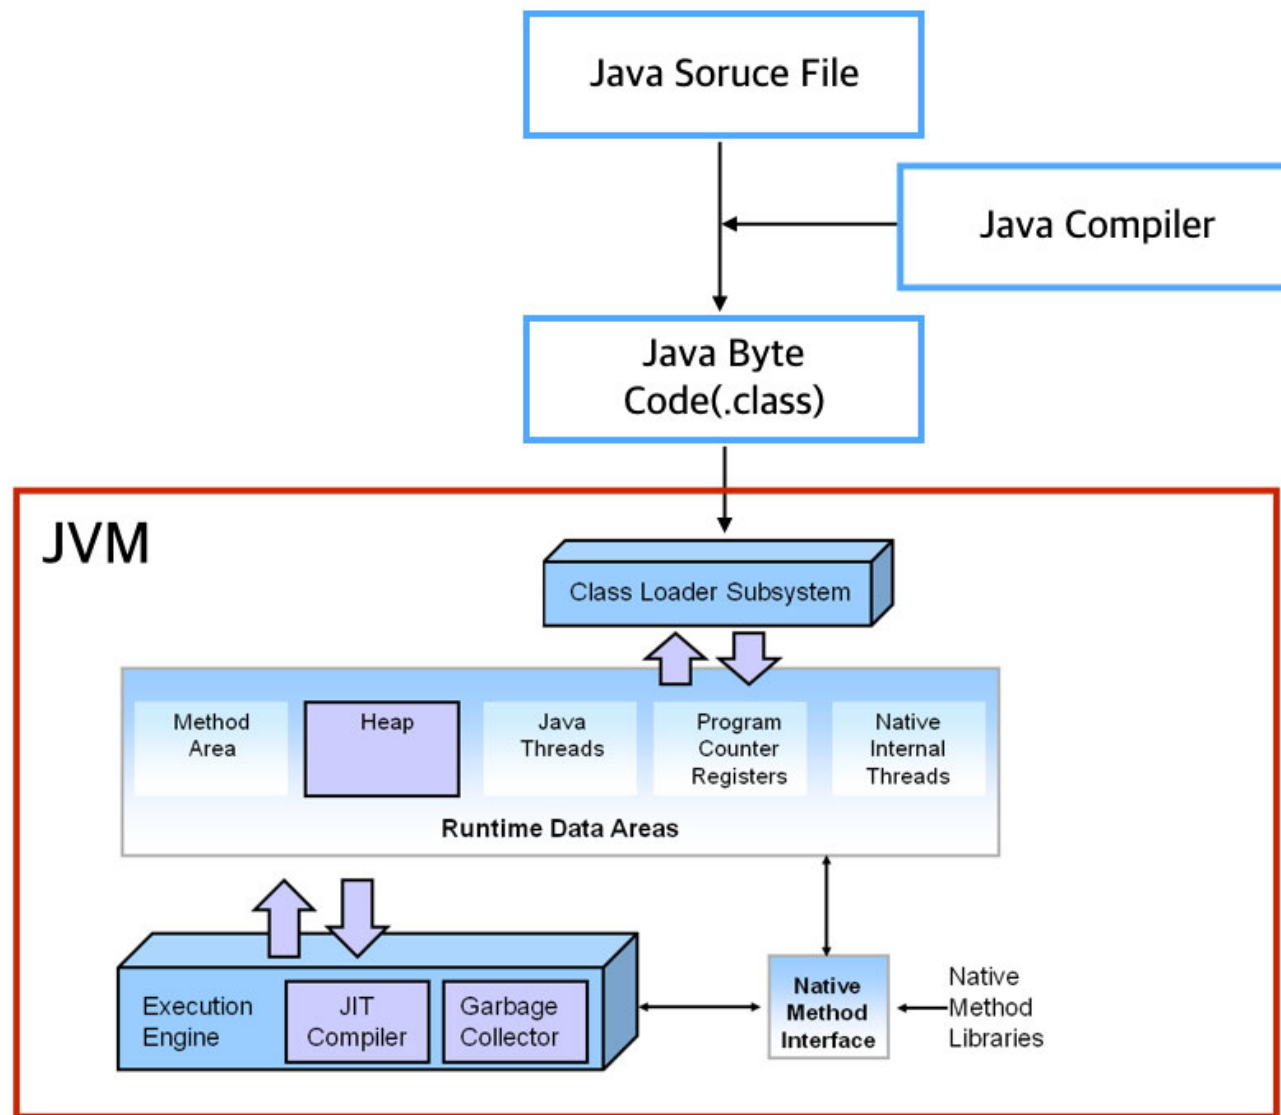 Java Soruce File
Java Compiler
Java Byte
Code(.class)
JVM
Class Loader Subsystem
Method
Area
Heap
Java
Threads
Program
Counter
Registers
Native
Internal
Threads
Runtime Data Areas
Execution
Engine
JIT
Compiler
Garbage
Collector
Native
Method
Interface
Native
Method
Libraries